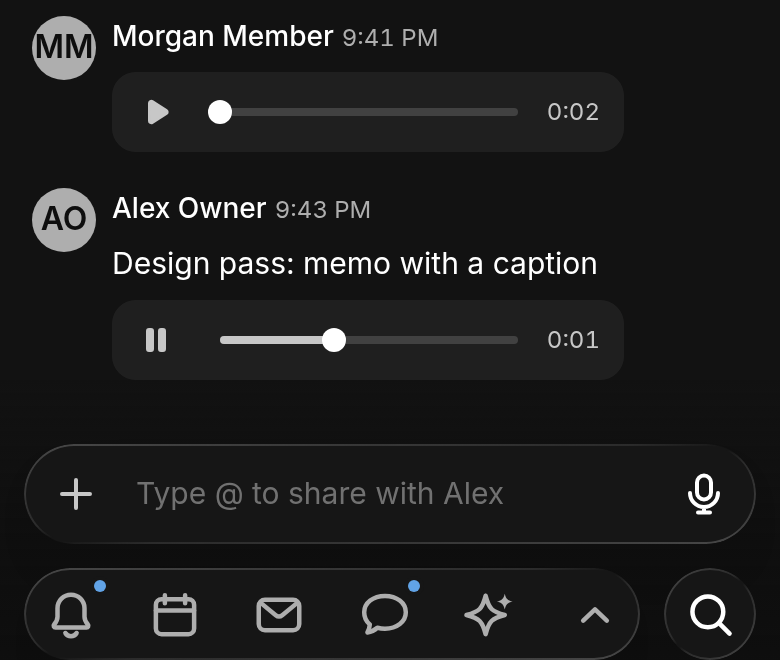 MM
Morgan Member 9:41 PM
0:02
AO
Alex Owner 9:43 PM
Design pass: memo with a caption
0:01
Type @ to share with Alex